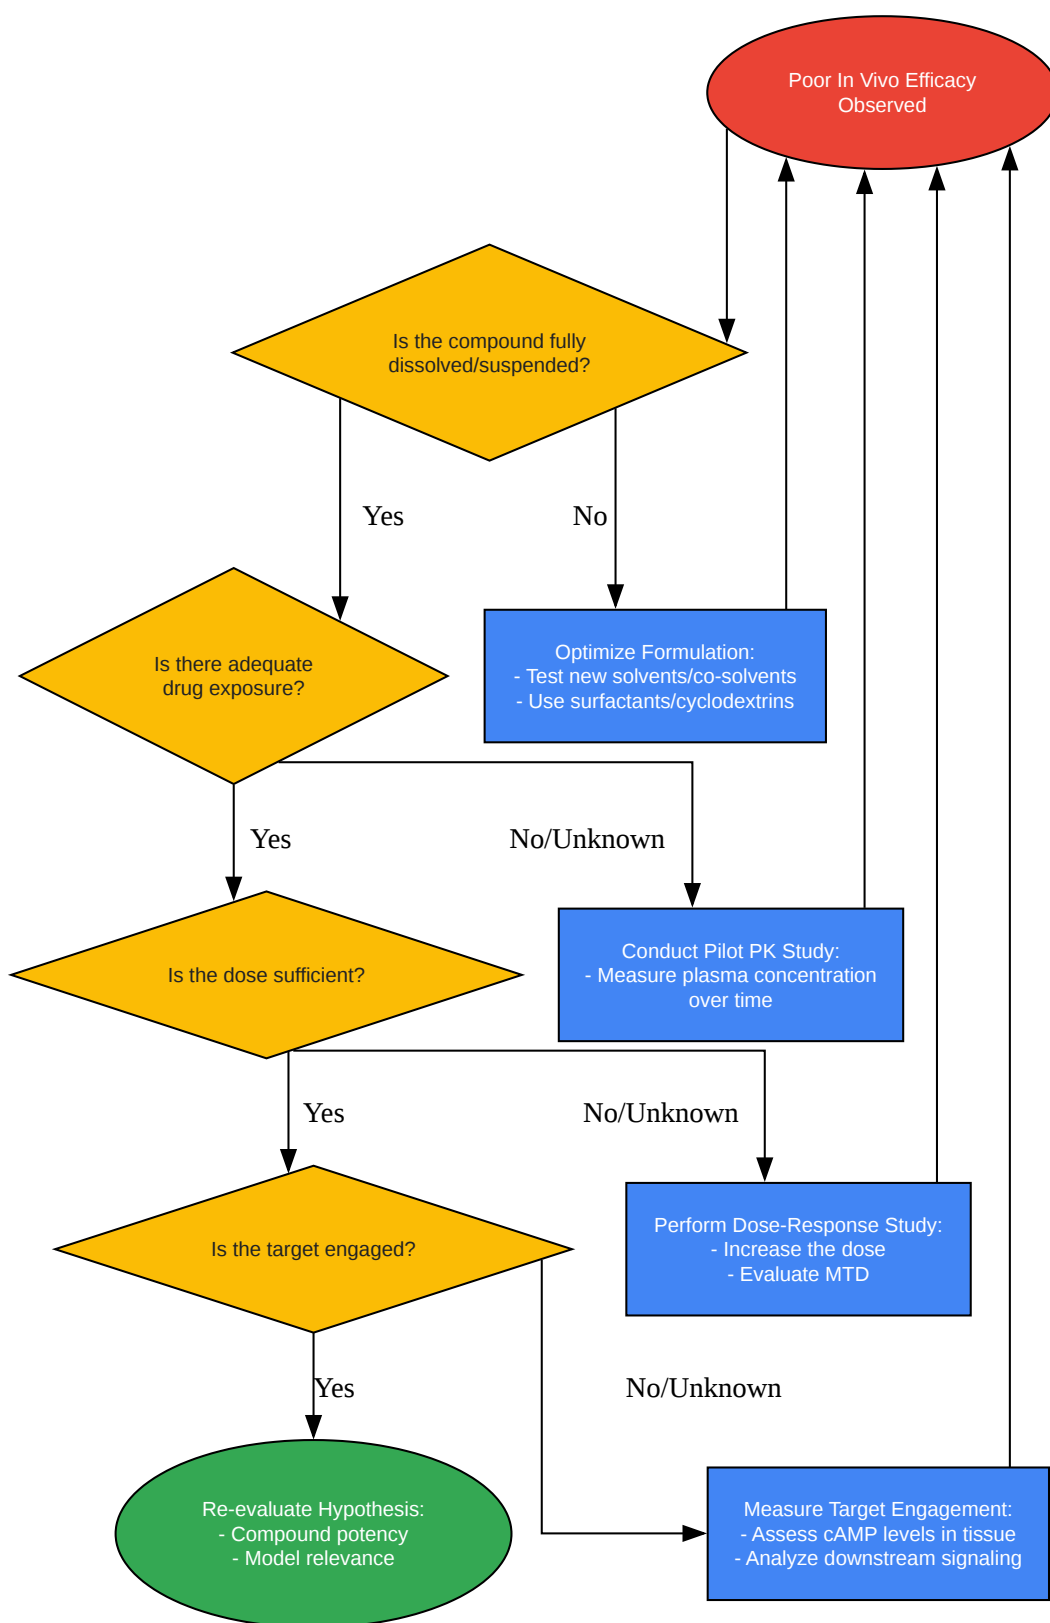 Poor In Vivo Efficacy
Observed
Is the compound fully
dissolved/suspended?
Yes
No
Is there adequate
drug exposure?
Optimize Formulation:
- Test new solvents/co-solvents
- Use surfactants/cyclodextrins
Yes
No/Unknown
Is the dose sufficient?
Conduct Pilot PK Study:
- Measure plasma concentration
over time
Yes
No/Unknown
Is the target engaged?
Perform Dose-Response Study:
- Increase the dose
- Evaluate MTD
Yes
No/Unknown
Re-evaluate Hypothesis:
- Compound potency
- Model relevance
Measure Target Engagement:
- Assess cAMP levels in tissue
- Analyze downstream signaling